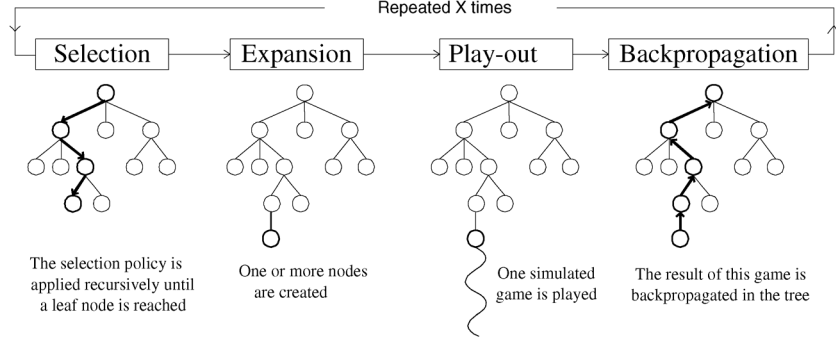 Repeated X times
Selection
Expansion
Play-out
Backpropagation
The selection policy is
applied recursively until
a leaf node is reached
One or more nodes
are created
One simulated
game is played
The result of this game is
backpropagated in the tree